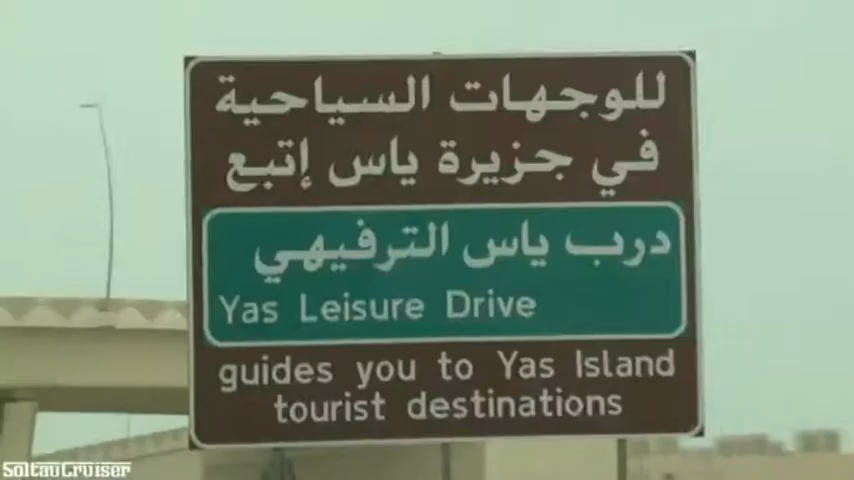 للوجهات السياحية
في جزيرة ياس إتبع
درب ياس الترفيهي
Yas Leisure Drive
guides you to Yas Island
tourist destinations
SoltauCruiser